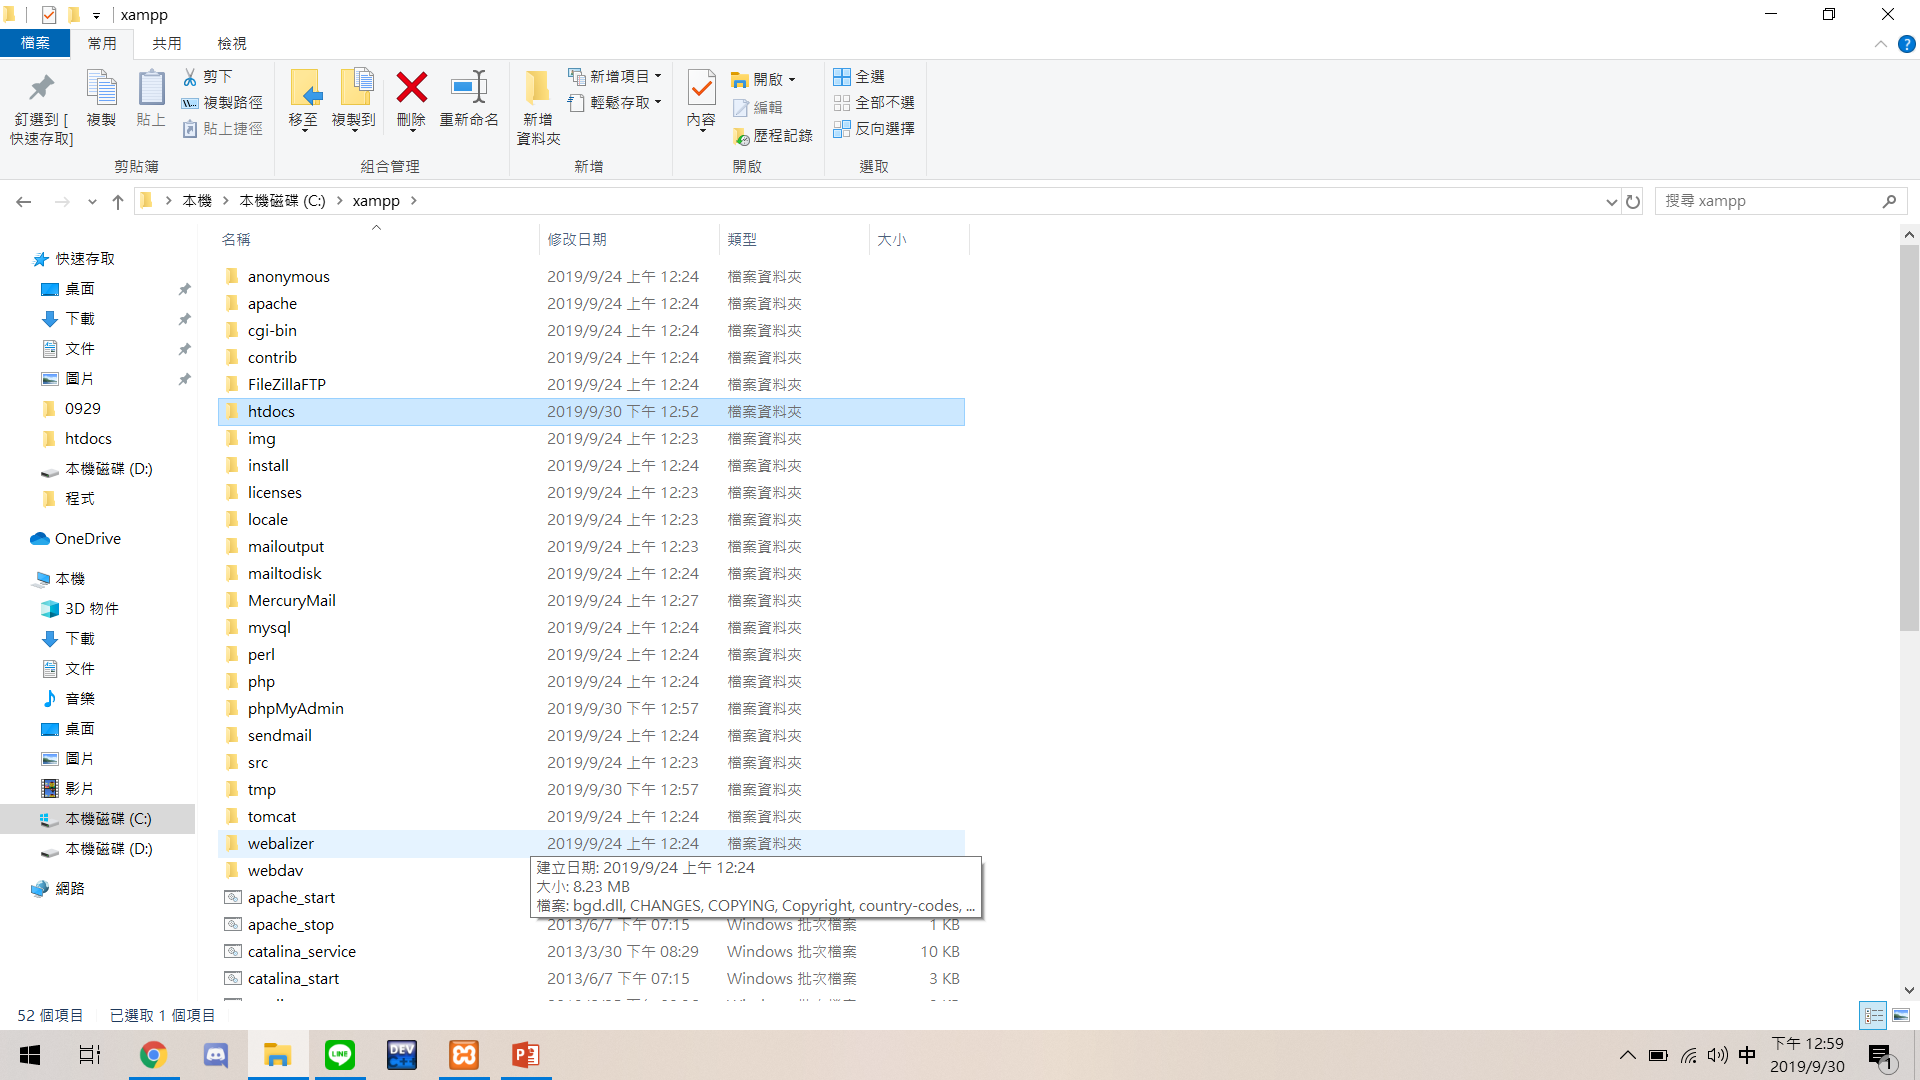 xampp
檔案 常用 共用 檢視
釘選到 [
快速存取]
複製
貼上
剪下
複製路徑
貼上捷徑
剪貼簿
移至
複製到
刪除
重新命名
組合管理
新增
資料夾
新增項目
輕鬆存取
新增
內容
開啟
編輯
歷程記錄
開啟
全選
全部不選
反向選擇
選取
本機 本機磁碟 (C:) xampp
搜尋 xampp
快速存取
桌面
下載
文件
圖片
0929
htdocs
本機磁碟 (D:)
程式
OneDrive
本機
3D 物件
下載
文件
音樂
桌面
圖片
影片
本機磁碟 (C:)
本機磁碟 (D:)
網路
名稱 修改日期 類型 大小
anonymous 2019/9/24 上午 12:24 檔案資料夾
apache 2019/9/24 上午 12:24 檔案資料夾
cgi-bin 2019/9/24 上午 12:24 檔案資料夾
contrib 2019/9/24 上午 12:24 檔案資料夾
FileZillaFTP 2019/9/24 上午 12:24 檔案資料夾
htdocs 2019/9/30 下午 12:52 檔案資料夾
img 2019/9/24 上午 12:23 檔案資料夾
install 2019/9/24 上午 12:24 檔案資料夾
licenses 2019/9/24 上午 12:23 檔案資料夾
locale 2019/9/24 上午 12:23 檔案資料夾
mailoutput 2019/9/24 上午 12:23 檔案資料夾
mailtodisk 2019/9/24 上午 12:24 檔案資料夾
MercuryMail 2019/9/24 上午 12:27 檔案資料夾
mysql 2019/9/24 上午 12:24 檔案資料夾
perl 2019/9/24 上午 12:24 檔案資料夾
php 2019/9/24 上午 12:24 檔案資料夾
phpMyAdmin 2019/9/30 下午 12:57 檔案資料夾
sendmail 2019/9/24 上午 12:24 檔案資料夾
src 2019/9/24 上午 12:23 檔案資料夾
tmp 2019/9/30 下午 12:57 檔案資料夾
tomcat 2019/9/24 上午 12:24 檔案資料夾
webalizer 2019/9/24 上午 12:24 檔案資料夾
webdav
apache_start
建立日期: 2019/9/24 上午 12:24
大小: 8.23 MB
檔案: bgd.dll, CHANGES, COPYING, Copyright, country-codes, ...
apache_stop 2013/6/7 下午 07:15 Windows 批次檔案 1 KB
catalina_service 2013/3/30 下午 08:29 Windows 批次檔案 10 KB
catalina_start 2013/6/7 下午 07:15 Windows 批次檔案 3 KB
52 個項目 已選取 1 個項目
LINE
DEV
C++
中
下午 12:59
2019/9/30
1